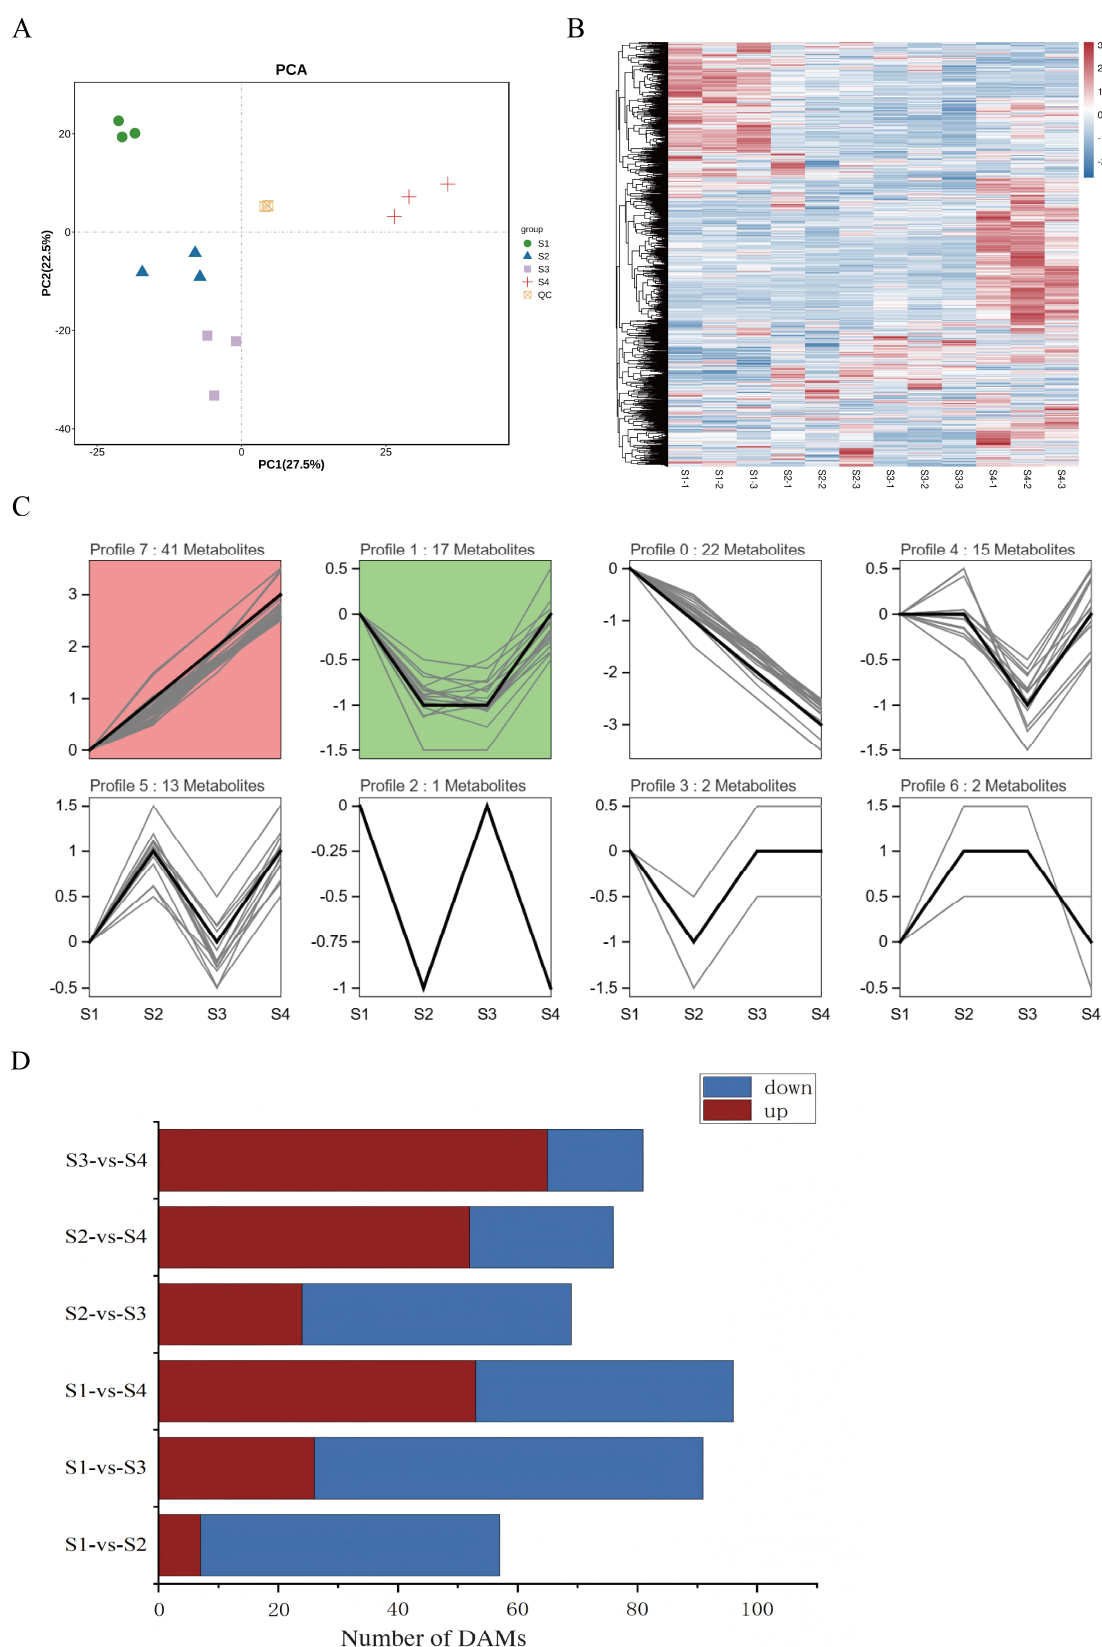 A
PCA
20
0
-20
-40
PC2(22.5%)
-25
0
25
PC1(27.5%)
group
S1
S2
S3
S4
QC
B
3
2
1
0
S1-1
S1-2
S1-3
S2-1
S2-2
S2-3
S3-1
S3-2
S3-3
S4-1
S4-2
S4-3
C
Profile 7 : 41 Metabolites
3
2
1
0
Profile 1 : 17 Metabolites
0.5
0
-0.5
-1
-1.5
Profile 0 : 22 Metabolites
0
-1
-2
-3
Profile 4 : 15 Metabolites
0.5
0
-0.5
-1
-1.5
Profile 5 : 13 Metabolites
1.5
1
0.5
0
-0.5
S1 S2 S3 S4
Profile 2 : 1 Metabolites
0
-0.25
-0.5
-0.75
-1
S1 S2 S3 S4
Profile 3 : 2 Metabolites
0.5
0
-0.5
-1
-1.5
S1 S2 S3 S4
Profile 6 : 2 Metabolites
1.5
1
0.5
0
-0.5
S1 S2 S3 S4
D
down
up
S3-vs-S4
S2-vs-S4
S2-vs-S3
S1-vs-S4
S1-vs-S3
S1-vs-S2
0 20 40 60 80 100
Number of DAMs